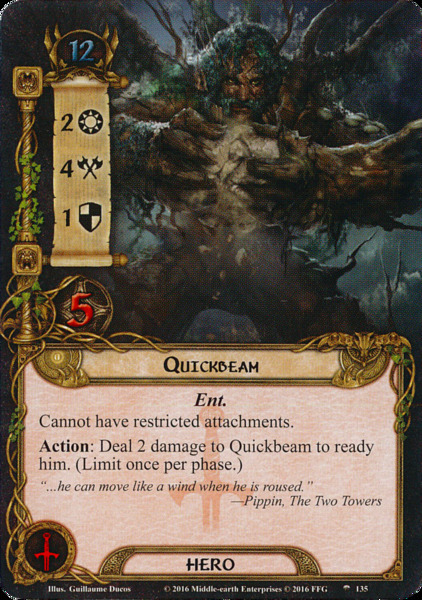 12
2
4
1
5
Quickbeam
Ent.
Cannot have restricted attachments.
Action: Deal 2 damage to Quickbeam to ready
him. (Limit once per phase.)
“...he can move like a wind when he is roused.”
—Pippin, The Two Towers
HERO
Illus. Guillaume Ducos © 2016 Middle-earth Enterprises © 2016 FFG 135